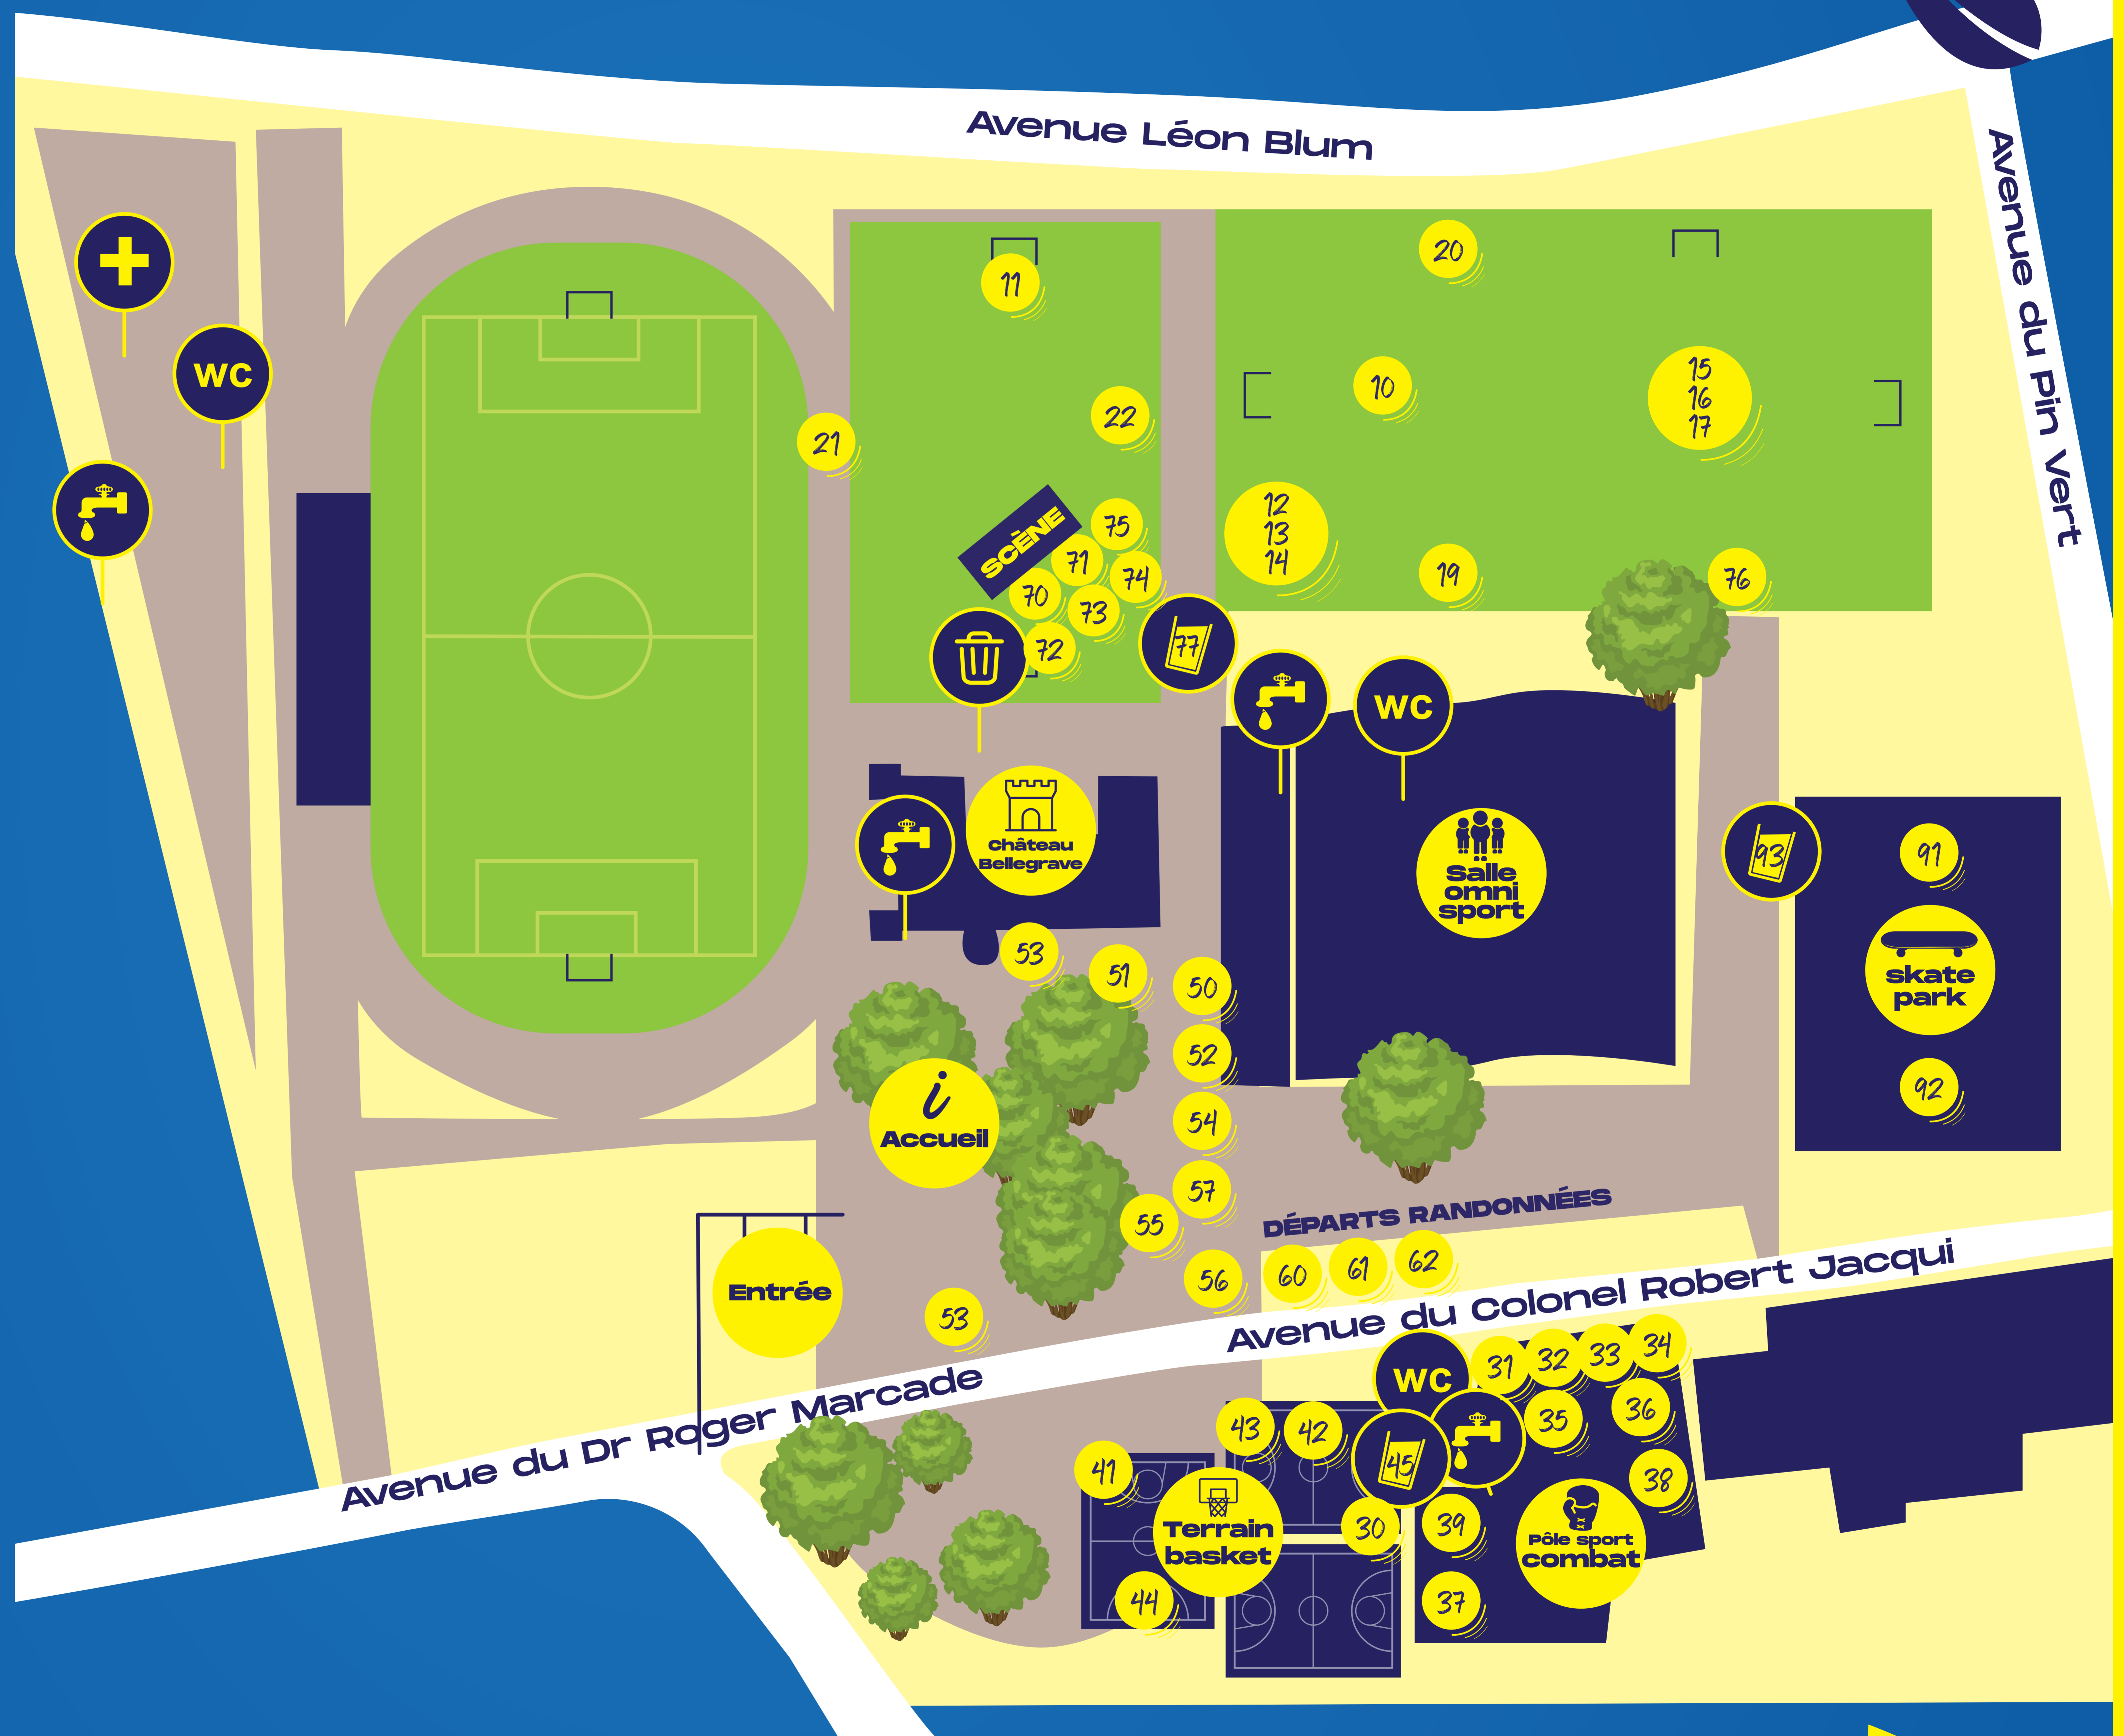 Avenue Léon Blum
Avenue du Pin Vert
20
11
WC
10
15
16
17
22
21
12
13
14
75
71
74
70
73
72
SCÈNE
19
76
77
WC
Château
Bellegrave
Salle
omni
sport
93
91
skate
park
92
53
51
50
52
54
57
55
56
i
Accueil
DÉPARTS RANDONNÉES
60
61
62
Entrée
53
Avenue du Colonel Robert Jacqui
Avenue du Dr Roger Marcade
WC
31
32
33
34
35
36
43
42
41
45
38
30
39
Terrain
basket
Pôle sport
combat
44
37